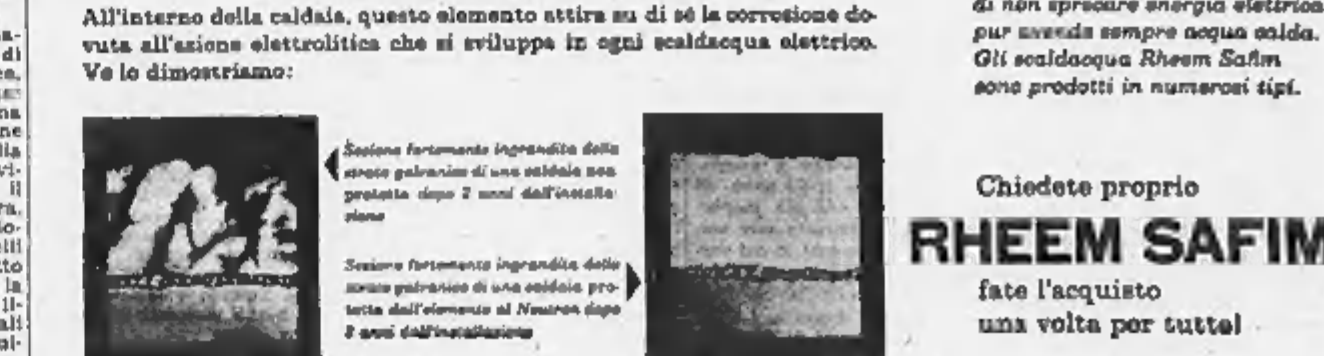 All'interno della caldaia, questo elemento attira su di sé la corrosione do-
vuta all'azione elettrolitica che si sviluppa in ogni scaldacqua elettrico.
Ve lo dimostriamo:
Sezione fortemente ingrandita dello
strato galvanico di una caldaia non
protetta dopo 2 anni dall'installa-
zione
Sezione fortemente ingrandita dello
strato galvanico di una caldaia pro-
tetta dall'elemento al Neutron dopo
anni dall'installazione
di non sprecare energia elettrica
pur avendo sempre acqua calda.
Gli scaldacqua Rheem Safim
sono prodotti in numerosi tipi.
Chiedete proprio
RHEEM SAFIM
fate l'acquisto
una volta per tutte!